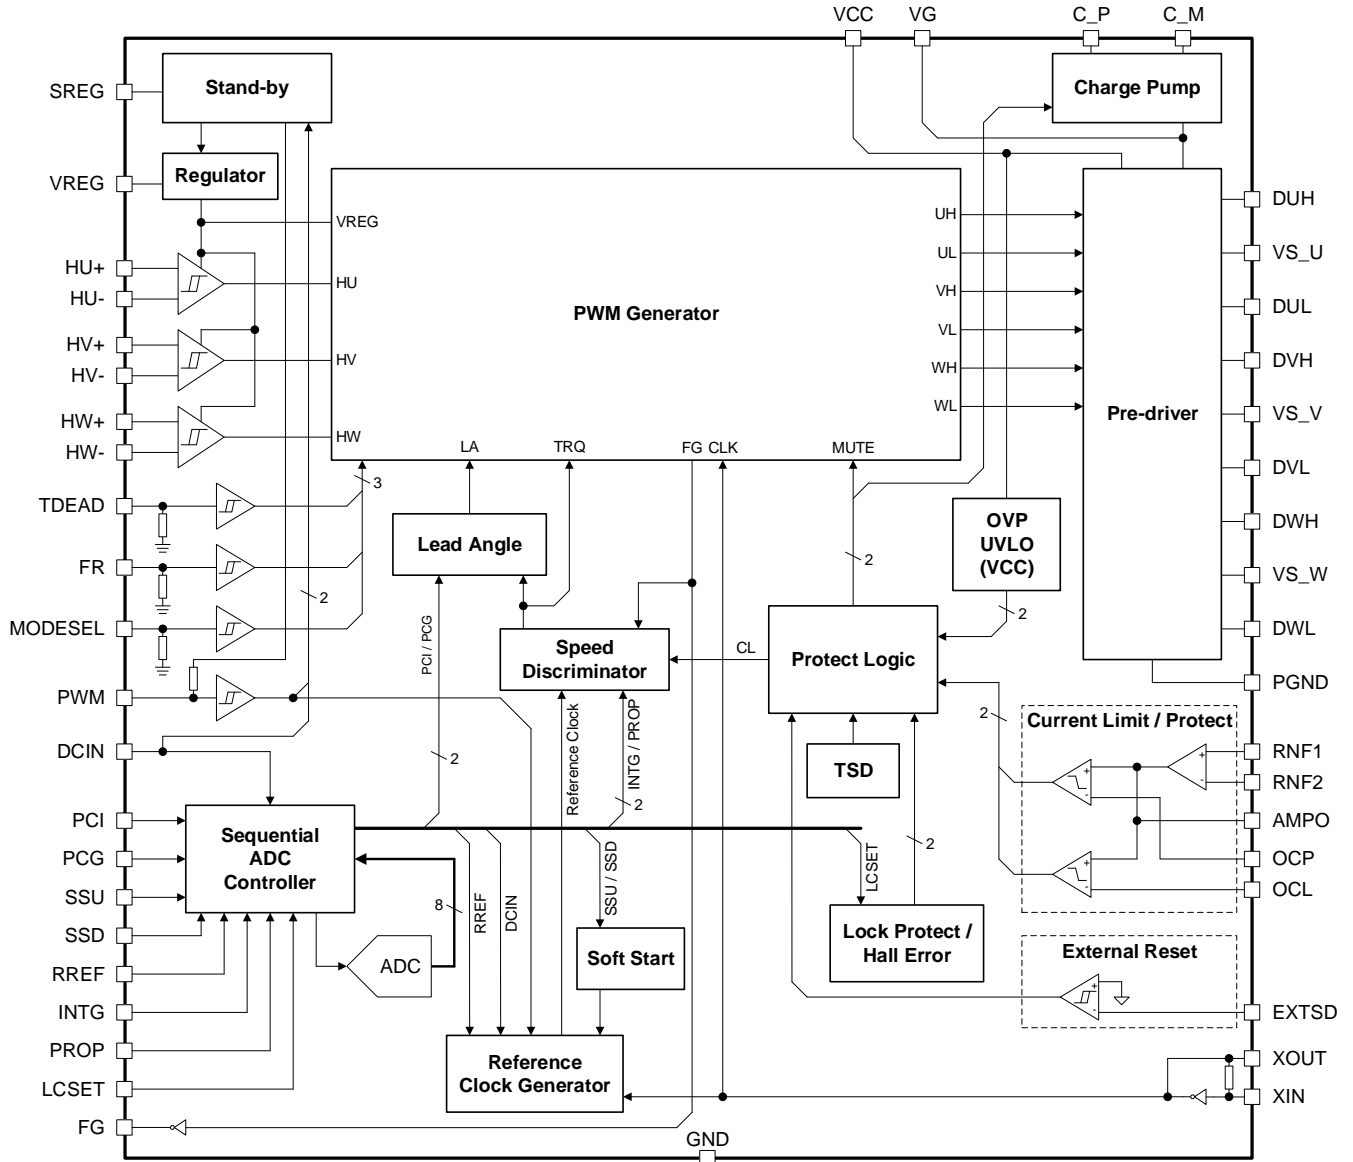 VCC
VG
C_P
C_M
SREG
Stand-by
Charge Pump
VREG
Regulator
VREG
UH
DUH
HU+
HU-
HU
UL
VS_U
VH
DUL
PWM Generator
HV+
HV-
HV
VL
DVH
WH
HW+
HW-
HW
WL
Pre-driver
VS_V
LA
TRQ
FG
CLK
MUTE
DVL
3
TDEAD
DWH
Lead Angle
OVP
UVLO
(VCC)
FR
2
2
VS_W
2
MODESEL
PCI / PCG
Speed
Discriminator
CL
Protect Logic
DWL
PWM
PGND
Reference Clock
INTG / PROP
2
Current Limit / Protect
DCIN
2
TSD
+
-
RNF1
RNF2
+
-
2
PCI
Sequential
ADC
Controller
AMPO
PCG
2
OCP
SSU
8
RREF
DCIN
SSU / SSD
LCSET
+
-
OCL
SSD
Lock Protect /
Hall Error
RREF
ADC
Soft Start
External Reset
INTG
+
-
EXTSD
PROP
Reference
Clock Generator
XOUT
LCSET
XIN
FG
GND